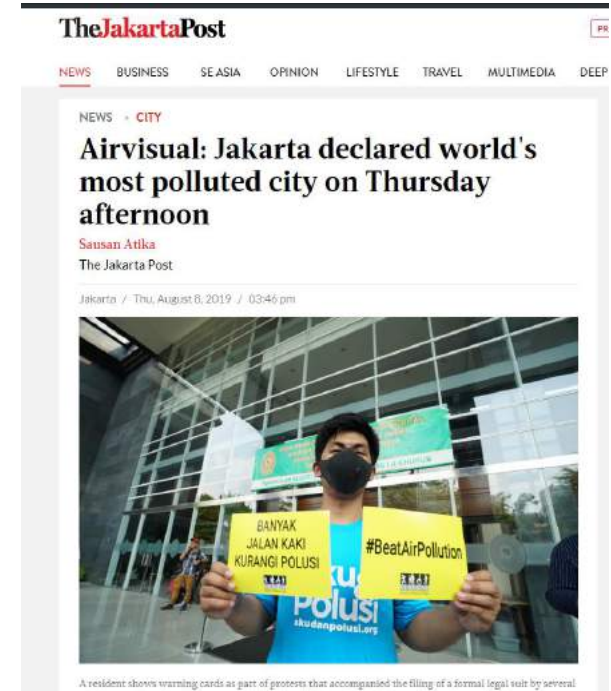 TheJakartaPost
NEWS BUSINESS SE ASIA OPINION LIFESTYLE TRAVEL MULTIMEDIA DEEP
NEWS CITY
Airvisual: Jakarta declared world's
most polluted city on Thursday
afternoon
Sausan Atika
The Jakarta Post
Jakarta / Thu, August 8, 2019 / 03:46 pm
BANYAK
JALAN KAKI
KURANGI POLUSI
#BeatAirPollution
Polusi
akudanpolusi.org
A resident shows warning cards as part of protests that accompanied the filing of a formal legal suit by several